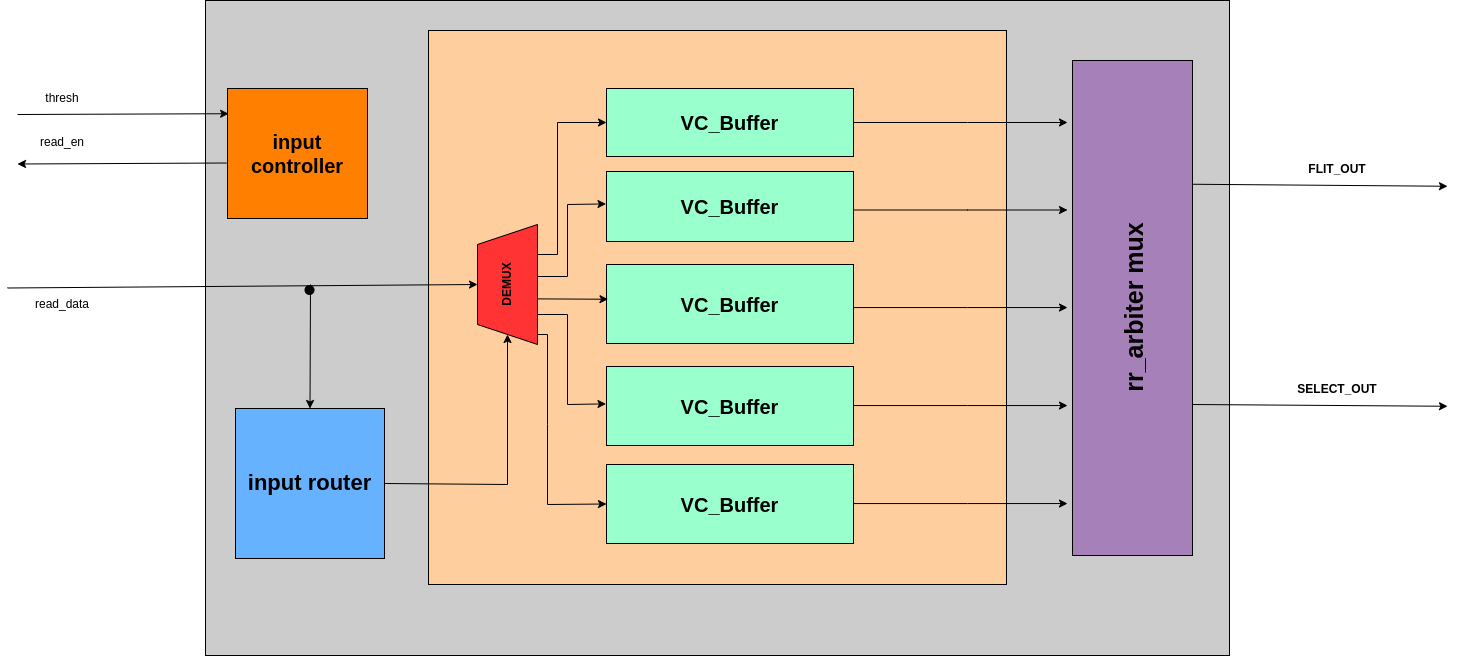 thresh
read_en
input
controller
read_data
input router
DEMUX
VC_Buffer
VC_Buffer
VC_Buffer
VC_Buffer
VC_Buffer
rr_arbiter mux
FLIT_OUT
SELECT_OUT